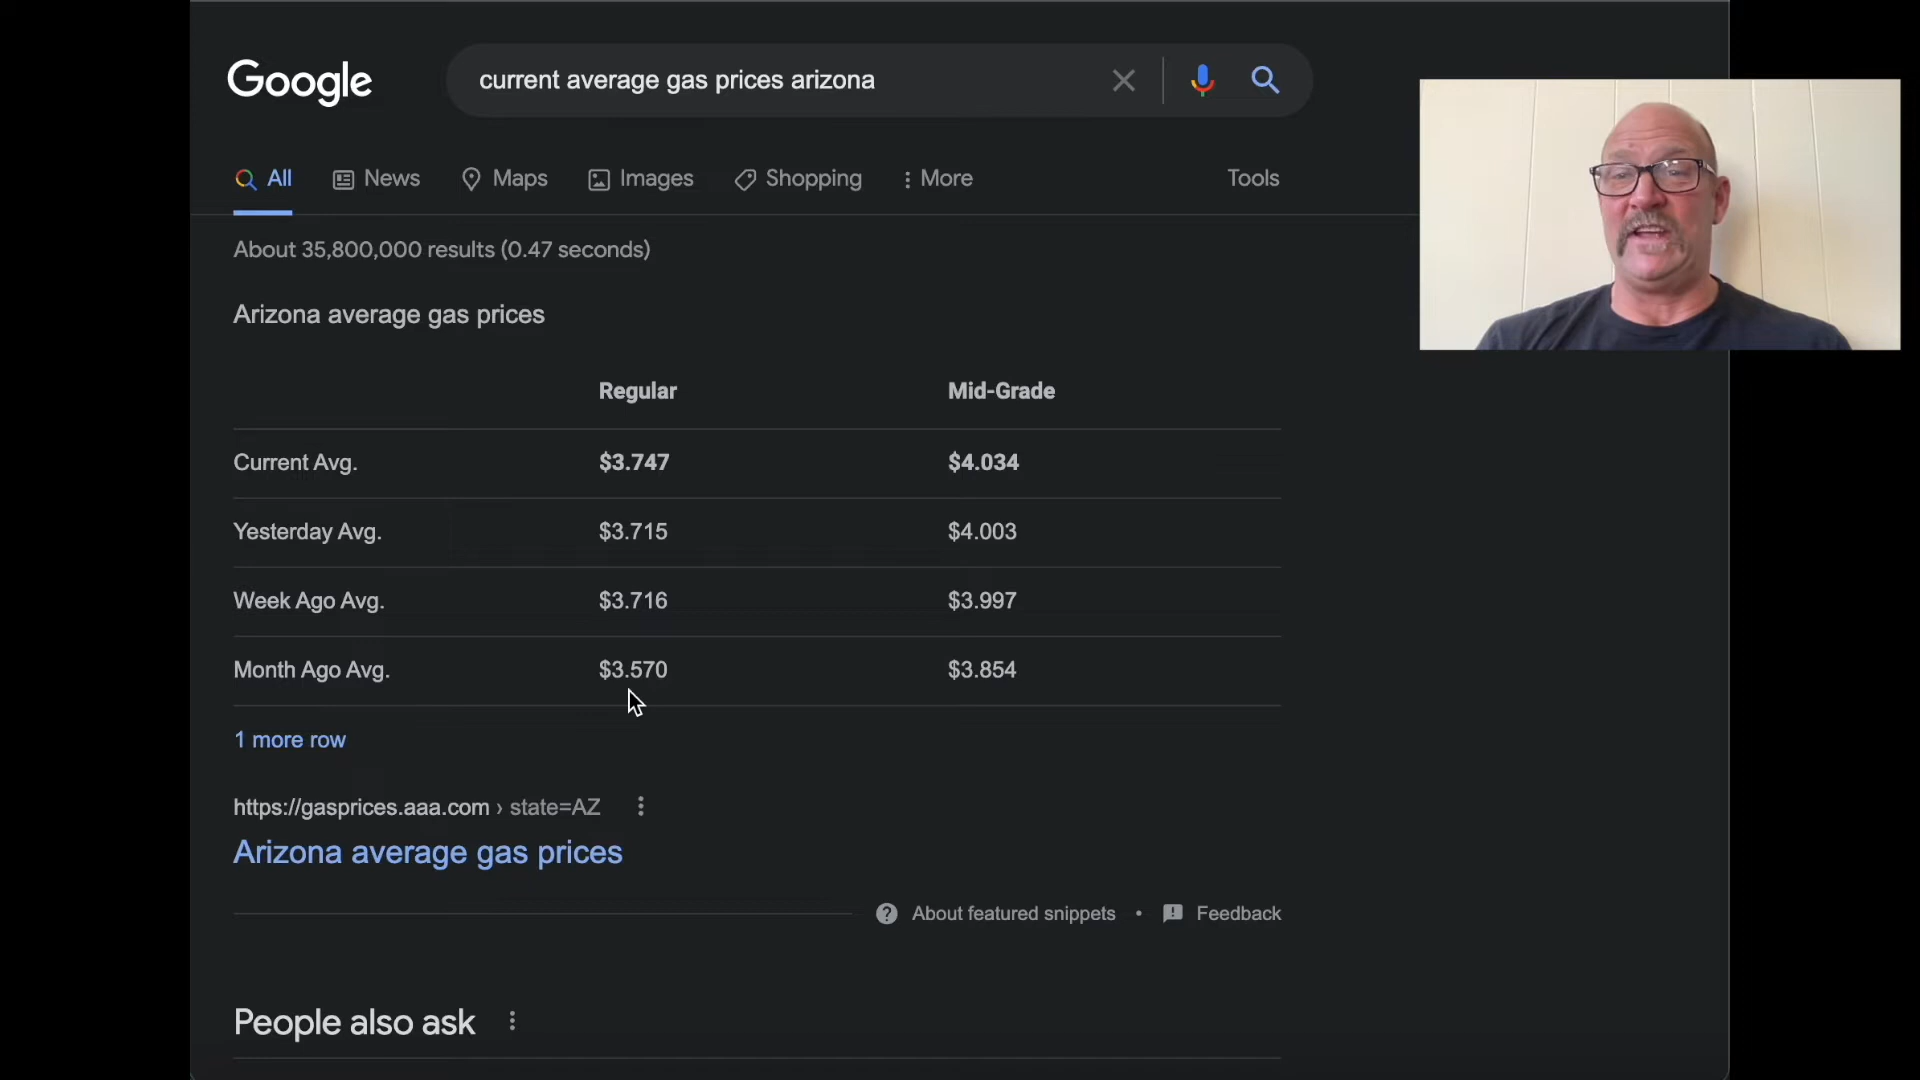 Google
current average gas prices arizona
All News Maps Images Shopping More Tools
About 35,800,000 results (0.47 seconds)
Arizona average gas prices
Regular Mid-Grade
Current Avg. $3.747 $4.034
Yesterday Avg. $3.715 $4.003
Week Ago Avg. $3.716 $3.997
Month Ago Avg. $3.570 $3.854
1 more row
https://gasprices.aaa.com › state=AZ
Arizona average gas prices
About featured snippets • Feedback
People also ask